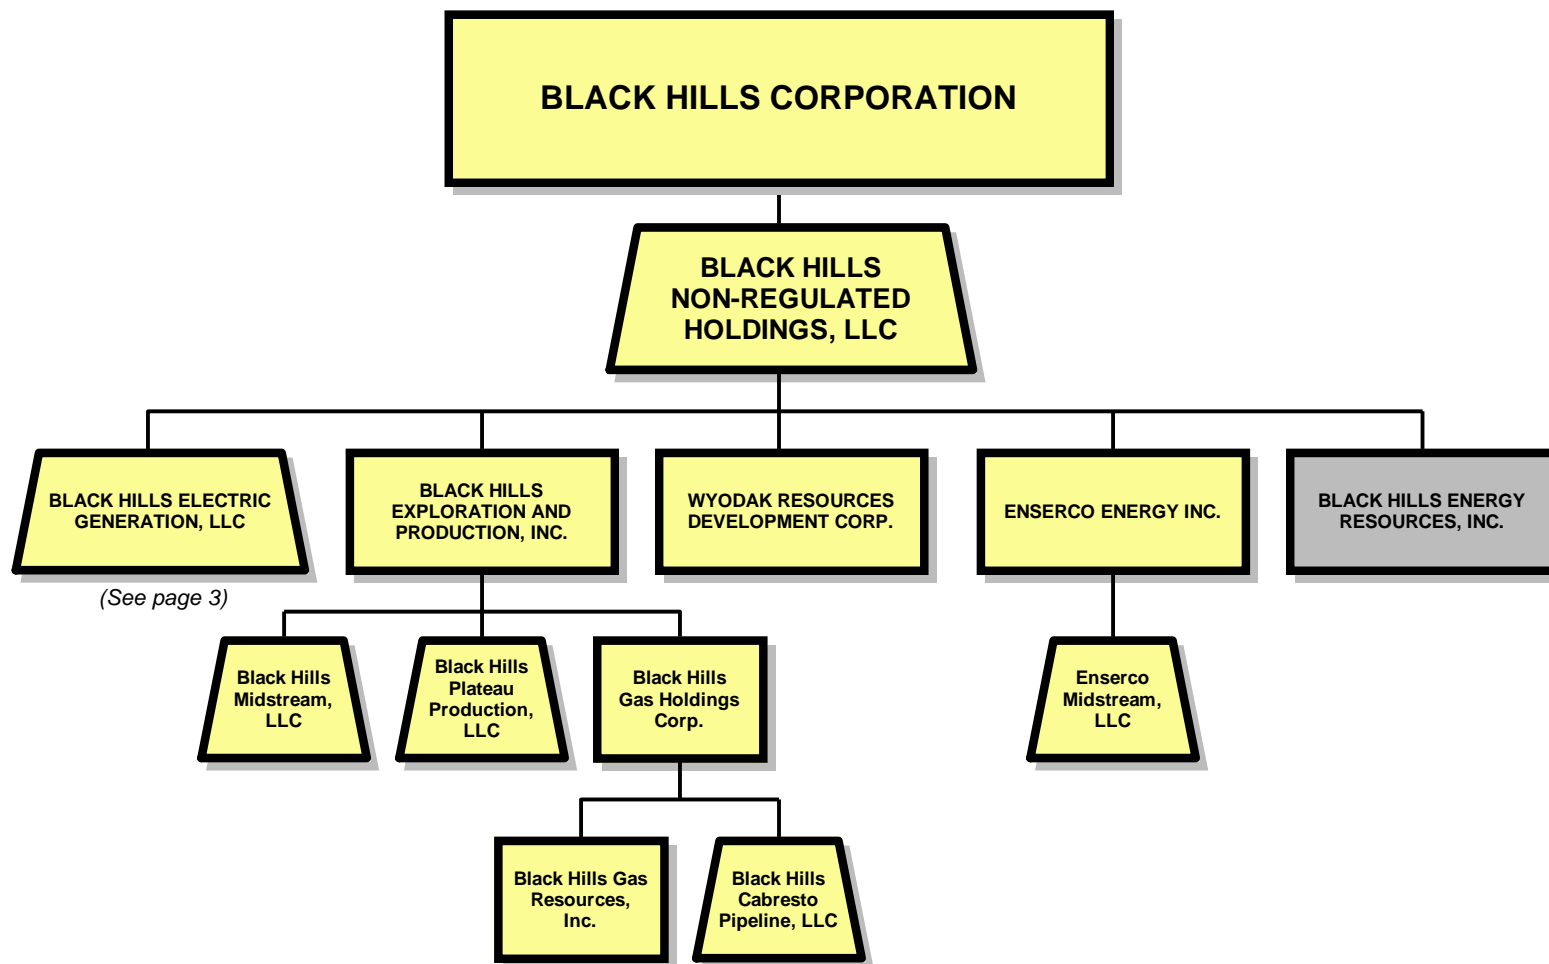 BLACK HILLS CORPORATION
BLACK HILLS
NON-REGULATED
HOLDINGS, LLC
BLACK HILLS ELECTRIC
GENERATION, LLC
(See page 3)
BLACK HILLS
EXPLORATION AND
PRODUCTION, INC.
WYODAK RESOURCES
DEVELOPMENT CORP.
ENSERCO ENERGY INC.
BLACK HILLS ENERGY
RESOURCES, INC.
Black Hills
Midstream,
LLC
Black Hills
Plateau
Production,
LLC
Black Hills
Gas Holdings
Corp.
Enserco
Midstream,
LLC
Black Hills Gas
Resources,
Inc.
Black Hills
Cabresto
Pipeline, LLC